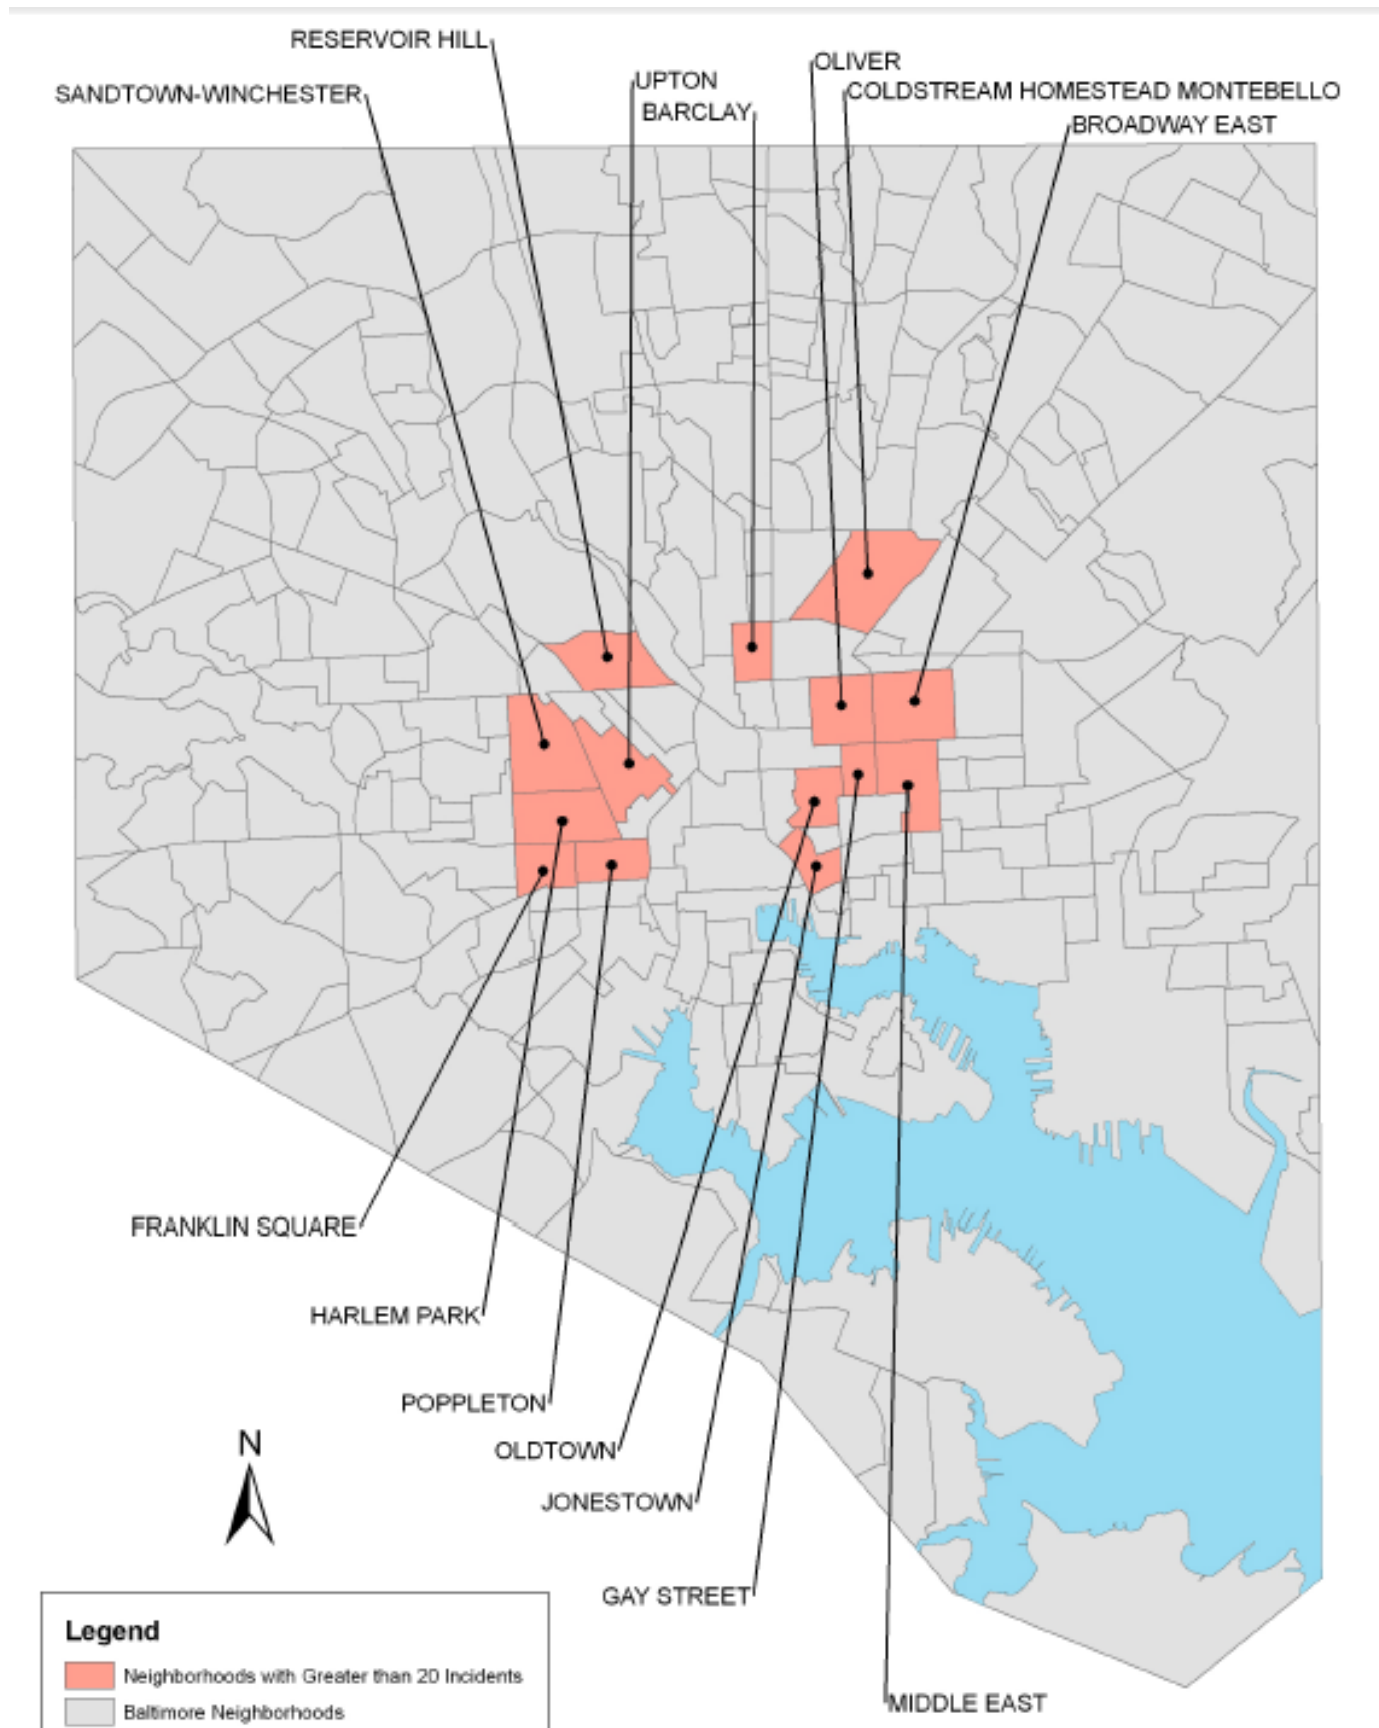 RESERVOIR HILL
OLIVER
UPTON
SANDTOWN-WINCHESTER
COLDSTREAM HOMESTEAD MONTEBELLO
BARCLAY
BROADWAY EAST
FRANKLIN SQUARE
HARLEM PARK
POPPLETON
N
OLDTOWN
JONESTOWN
GAY STREET
Legend
Neighborhoods with Greater than 20 Incidents
MIDDLE EAST
Baltimore Neighborhoods